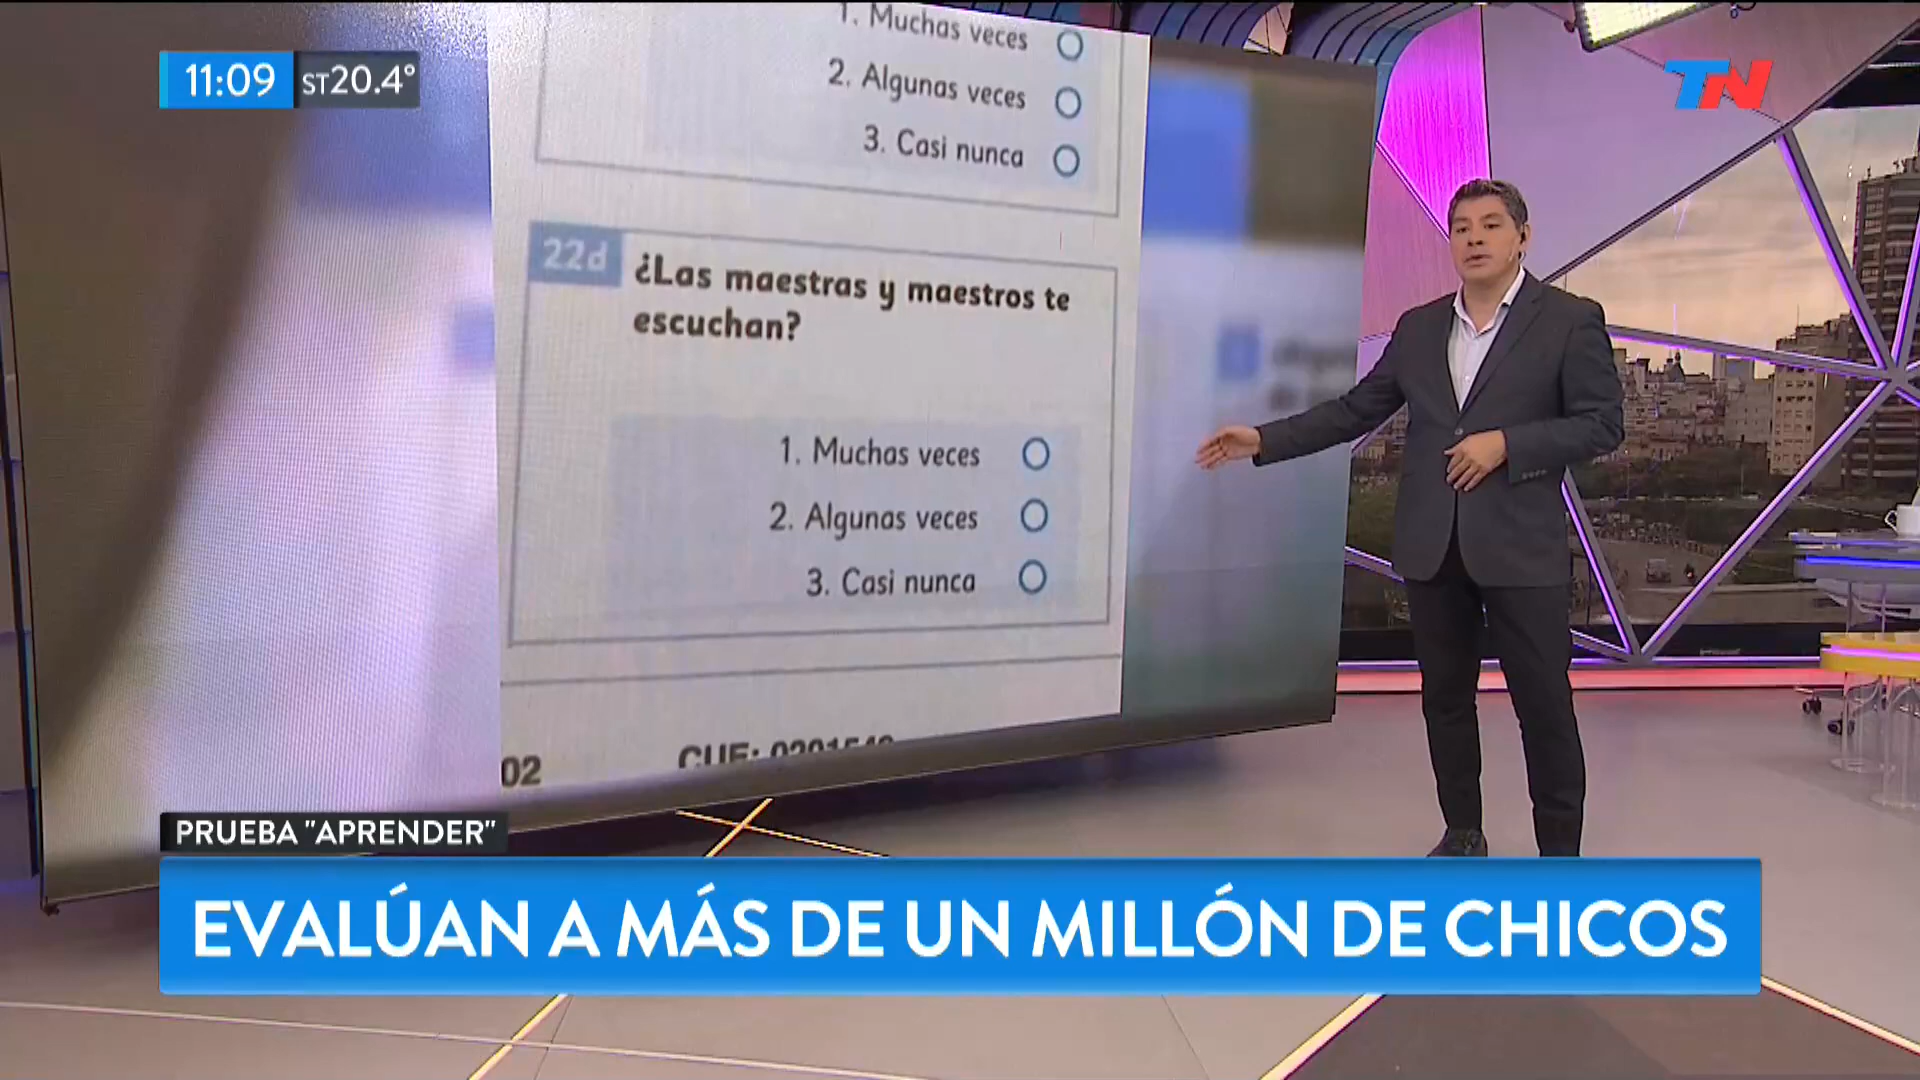 11:09 ST20.4°
TN
1. Muchas veces
2. Algunas veces
3. Casi nunca
22d ¿Las maestras y maestros te
escuchan?
1. Muchas veces
2. Algunas veces
3. Casi nunca
02 CUE:
PRUEBA "APRENDER"
EVALÚAN A MÁS DE UN MILLÓN DE CHICOS